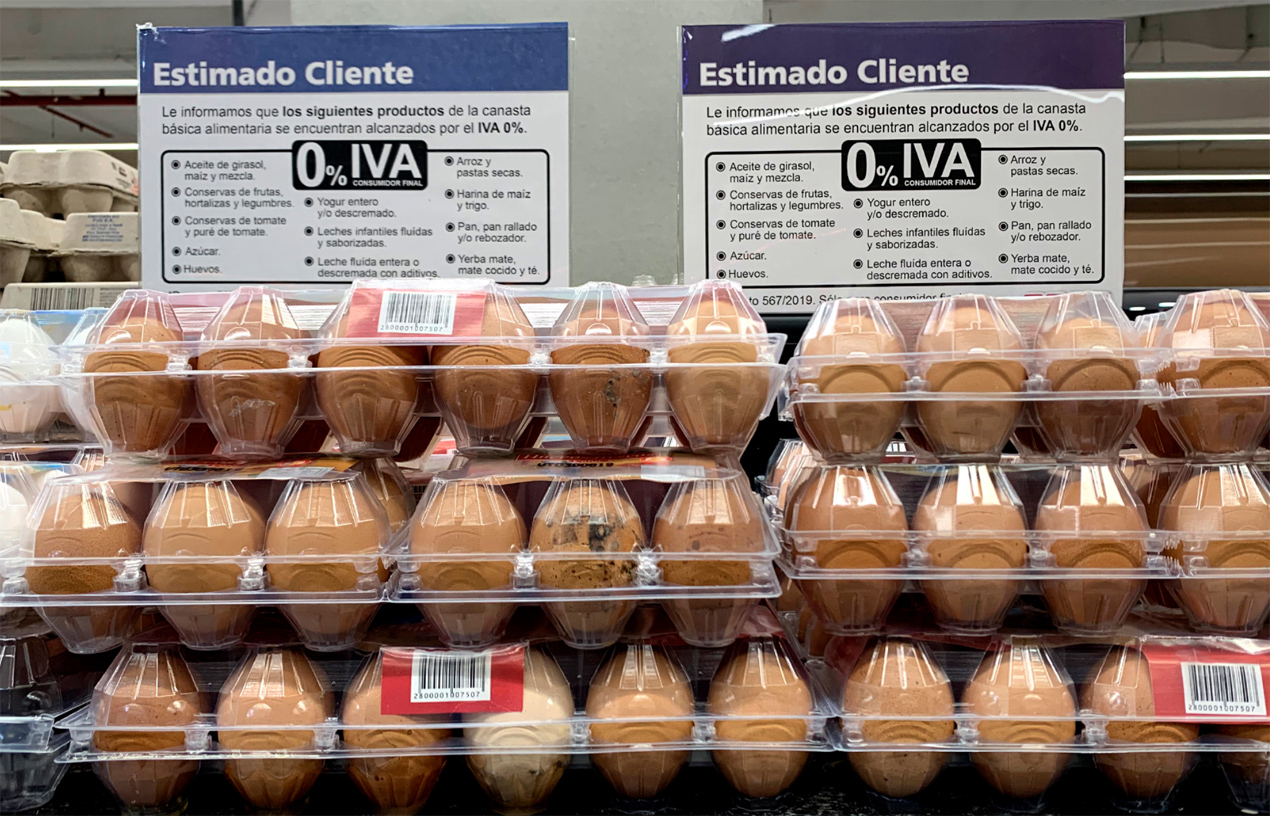 Estimado Cliente
Le informamos que los siguientes productos de la canasta
básica alimentaria se encuentran alcanzados por el IVA 0%.
0% IVA
CONSUMIDOR FINAL
Aceite de girasol,
maíz y mezcla.
Conservas de frutas,
hortalizas y legumbres.
Conservas de tomate
y puré de tomate.
Azúcar.
Huevos.
Yogur entero
y/o descremado.
Leches infantiles fluídas
y saborizadas.
Leche fluída entera o
descremada con aditivos.
Arroz y
pastas secas.
Harina de maíz
y trigo.
Pan, pan rallado
y/o rebozador.
Yerba mate,
mate cocido y té.
Estimado Cliente
Le informamos que los siguientes productos de la canasta
básica alimentaria se encuentran alcanzados por el IVA 0%.
0% IVA
CONSUMIDOR FINAL
Aceite de girasol,
maíz y mezcla.
Conservas de frutas,
hortalizas y legumbres.
Conservas de tomate
y puré de tomate.
Azúcar.
Huevos.
Yogur entero
y/o descremado.
Leches infantiles fluídas
y saborizadas.
Leche fluída entera o
descremada con aditivos.
Arroz y
pastas secas.
Harina de maíz
y trigo.
Pan, pan rallado
y/o rebozador.
Yerba mate,
mate cocido y té.
567/2019. consumidor
2800001007507
2800001007507
2800001007507